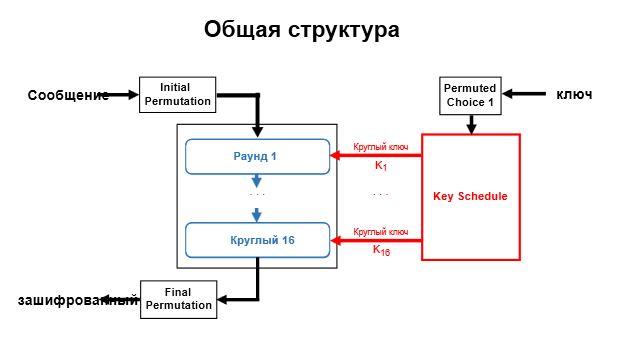 Общая структура
Сообщение
Initial
Permutation
Permuted
Choice 1
ключ
Раунд 1
Круглый ключ
K1
. . .
. . .
Key Schedule
Круглый 16
Круглый ключ
K16
зашифрованный
Final
Permutation